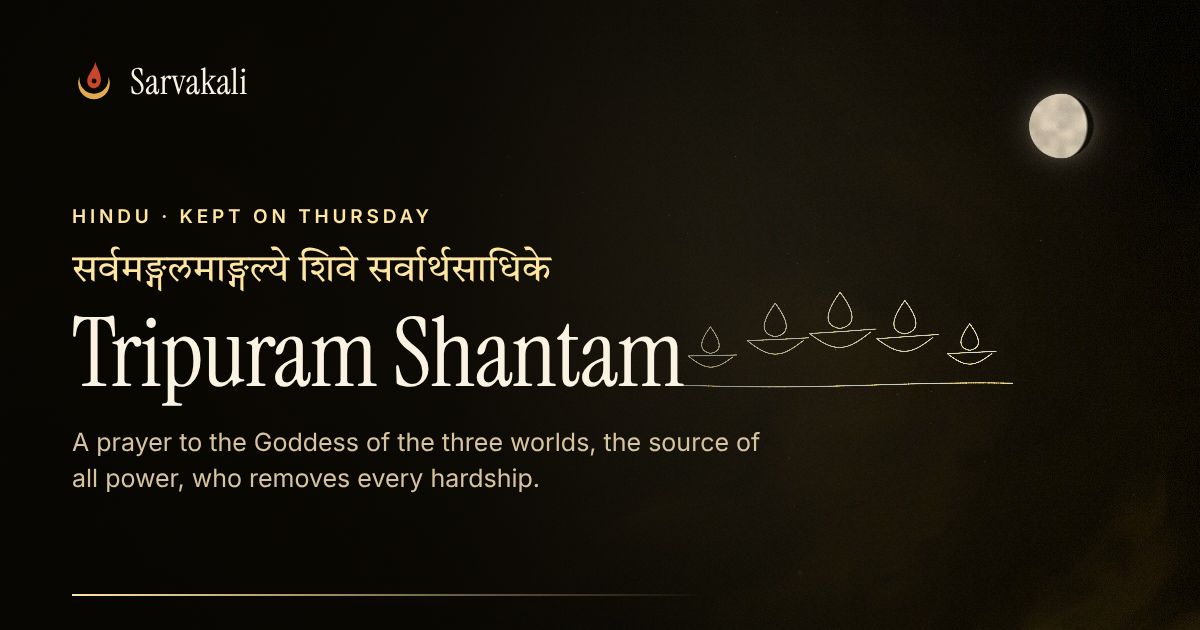 Sarvakali
HINDU · KEPT ON THURSDAY
सर्वमङ्गलमाङ्गल्ये शिवे सर्वार्थसाधिके
Tripuram Shantam
A prayer to the Goddess of the three worlds, the source of
all power, who removes every hardship.